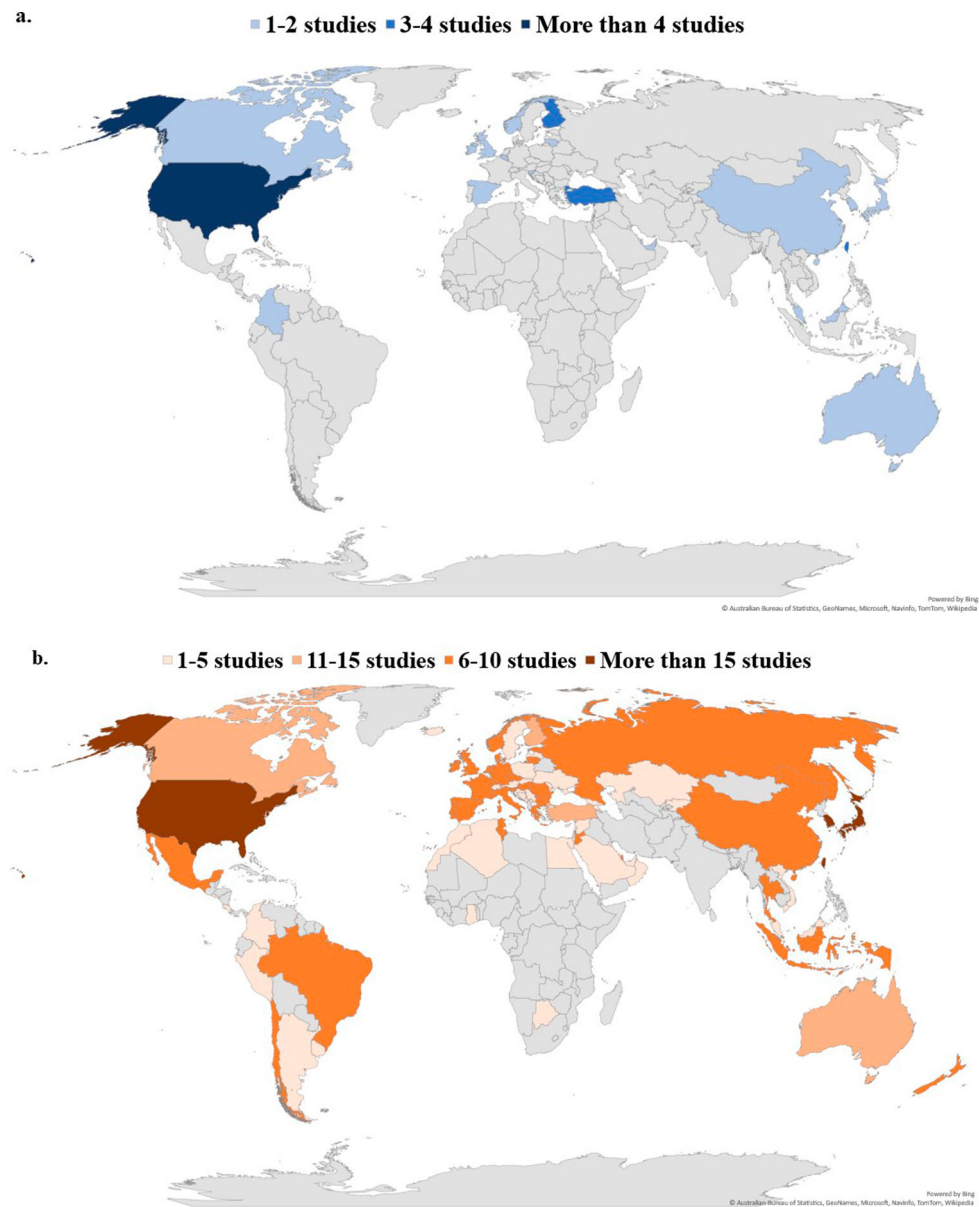 a.
1-2 studies 3-4 studies More than 4 studies
Powered by Bing
© Australian Bureau of Statistics, GeoNames, Microsoft, Navinfo, TomTom, Wikipedia
b.
1-5 studies 11-15 studies 6-10 studies More than 15 studies
Powered by Bing
© Australian Bureau of Statistics, GeoNames, Microsoft, Navinfo, TomTom, Wikipedia